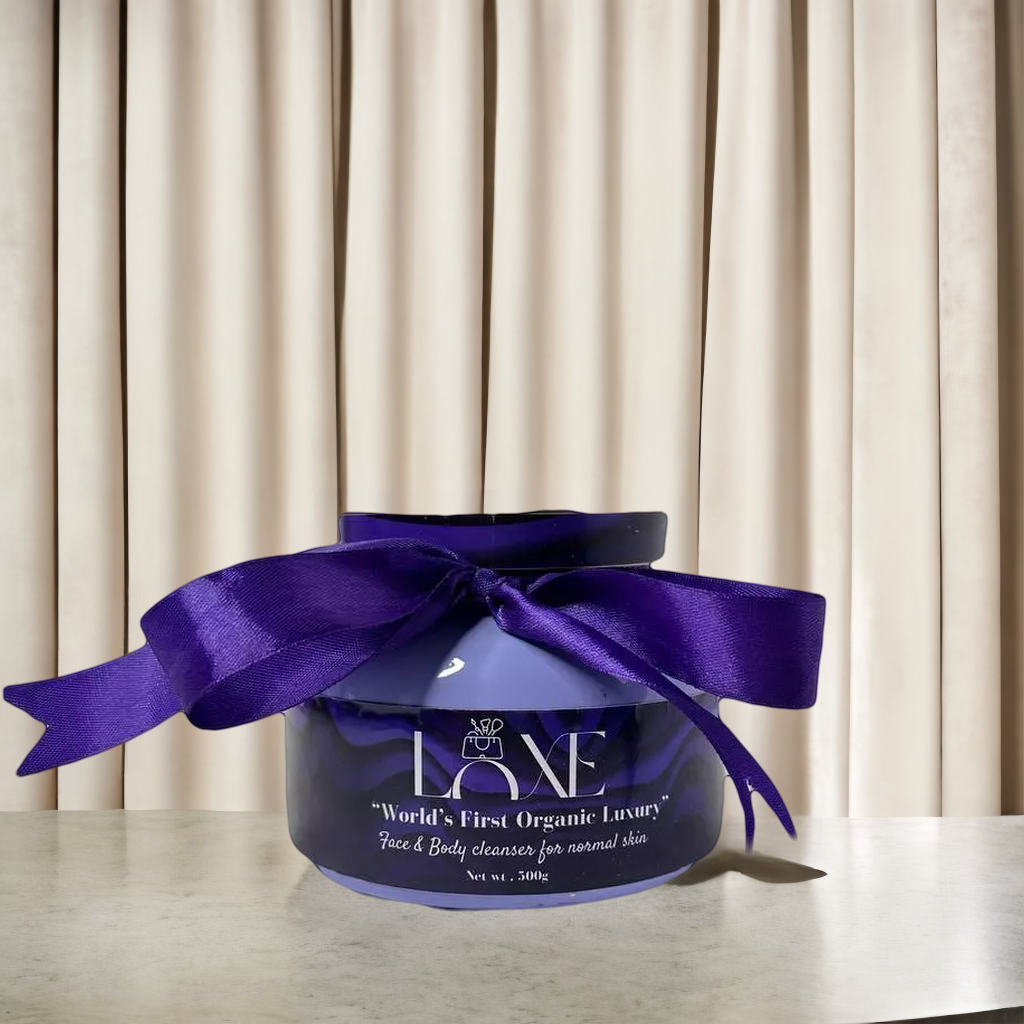 LOXE
“World’s First Organic Luxury”
Face & Body cleanser for normal skin
Net wt . 500g